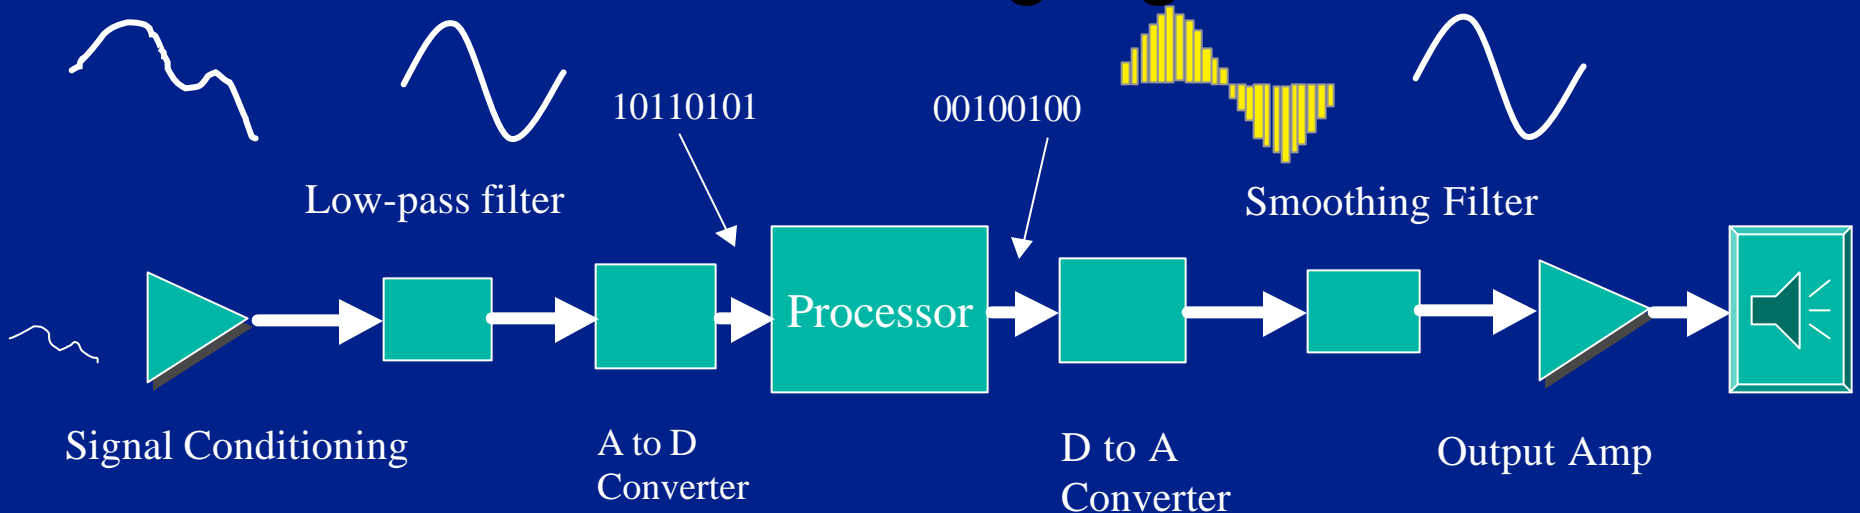 10110101
00100100
Low-pass filter
Smoothing Filter
Processor
Signal Conditioning
A to D
Converter
D to A
Converter
Output Amp